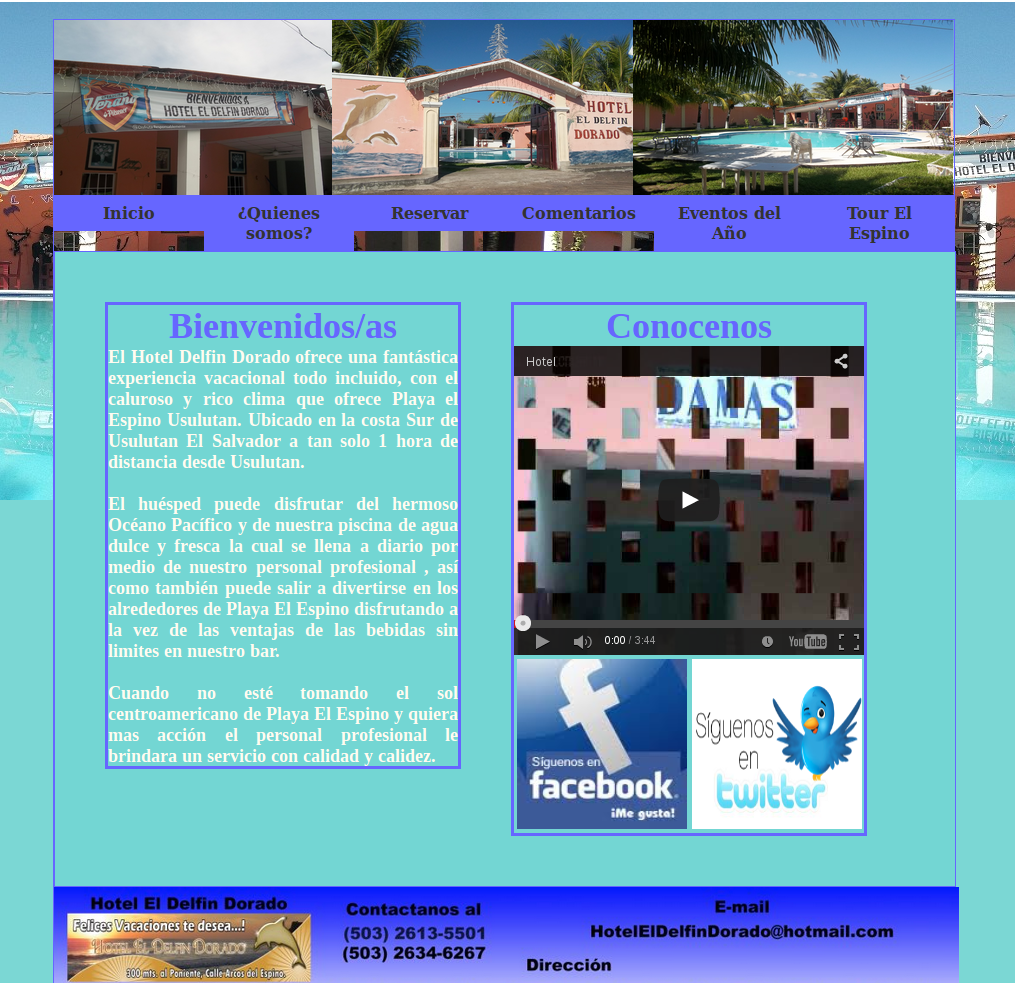 Verano
Pilsener
BIENVENIDOS A
HOTEL EL DELFIN DORADO
HOTEL
EL DELFIN
DORADO
Inicio
¿Quienes
somos?
Reservar
Comentarios
Eventos del
Año
Tour El
Espino
Bienvenidos/as
El Hotel Delfin Dorado ofrece una fantástica
experiencia vacacional todo incluido, con el
caluroso y rico clima que ofrece Playa el
Espino Usulutan. Ubicado en la costa Sur de
Usulutan El Salvador a tan solo 1 hora de
distancia desde Usulutan.
El huésped puede disfrutar del hermoso
Océano Pacífico y de nuestra piscina de agua
dulce y fresca la cual se llena a diario por
medio de nuestro personal profesional , así
como también puede salir a divertirse en los
alrededores de Playa El Espino disfrutando a
la vez de las ventajas de las bebidas sin
limites en nuestro bar.
Cuando no esté tomando el sol
centroamericano de Playa El Espino y quiera
mas acción el personal profesional le
brindara un servicio con calidad y calidez.
Conocenos
Hotel
DAMAS
0:00 / 3:44
YouTube
Síguenos en
facebook
¡Me gusta!
Síguenos
en
twitter
Hotel El Delfin Dorado
Felices Vacaciones te desea...!
HOTEL EL DELFIN DORADO
300 mts. al Poniente, Calle Arcos del Espino.
Contactanos al
(503) 2613-5501
(503) 2634-6267
E-mail
HotelElDelfinDorado@hotmail.com
Dirección